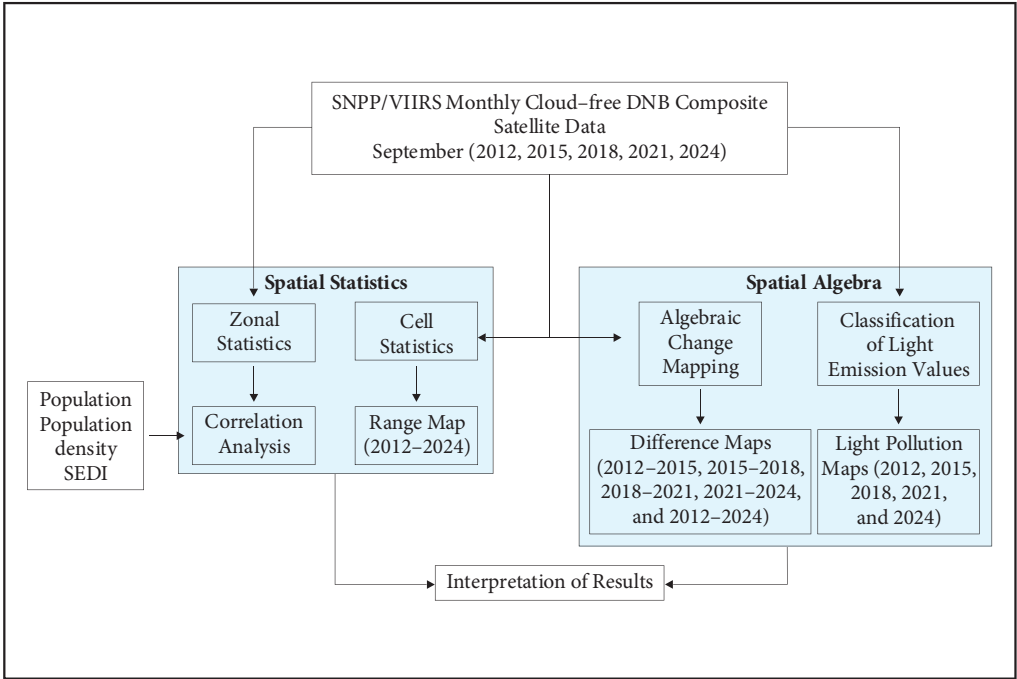 SNPP/VIIRS Monthly Cloud–free DNB Composite
Satellite Data
September (2012, 2015, 2018, 2021, 2024)
Spatial Statistics
Zonal
Statistics
Cell
Statistics
Correlation
Analysis
Range Map
(2012–2024)
Population
Population
density
SEDI
Spatial Algebra
Algebraic
Change
Mapping
Classification
of Light
Emission Values
Difference Maps
(2012–2015, 2015–2018,
2018–2021, 2021–2024,
and 2012–2024)
Light Pollution
Maps (2012, 2015,
2018, 2021,
and 2024)
Interpretation of Results